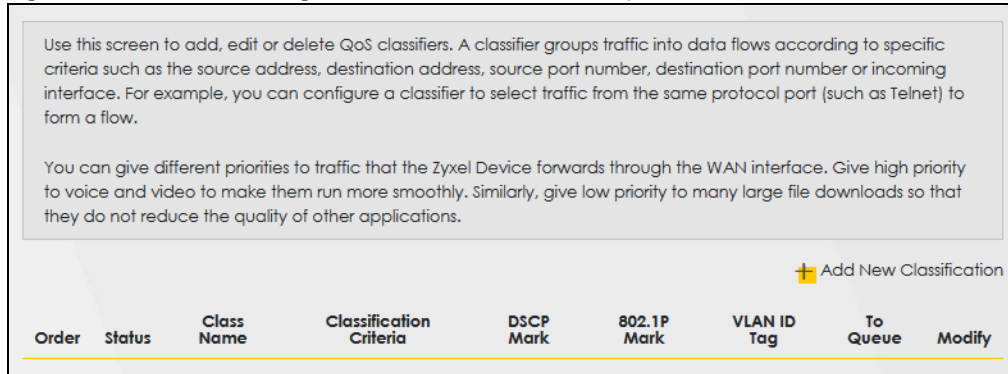 Use this screen to add, edit or delete QoS classifiers. A classifier groups traffic into data flows according to specific
criteria such as the source address, destination address, source port number, destination port number or incoming
interface. For example, you can configure a classifier to select traffic from the same protocol port (such as Telnet) to
form a flow.
You can give different priorities to traffic that the Zyxel Device forwards through the WAN interface. Give high priority
to voice and video to make them run more smoothly. Similarly, give low priority to many large file downloads so that
they do not reduce the quality of other applications.
+ Add New Classification
Order Status Class Name Classification Criteria DSCP Mark 802.1P Mark VLAN ID Tag To Queue Modify